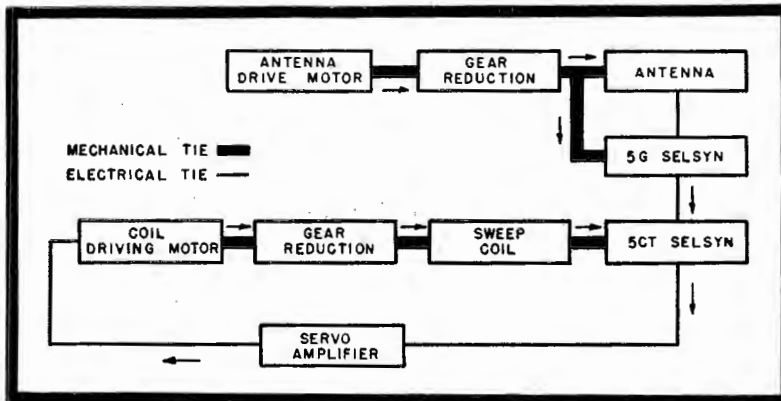 ANTENNA
DRIVE MOTOR
GEAR
REDUCTION
ANTENNA
MECHANICAL TIE
ELECTRICAL TIE
5G SELSYN
COIL
DRIVING MOTOR
GEAR
REDUCTION
SWEEP
COIL
5CT SELSYN
SERVO
AMPLIFIER